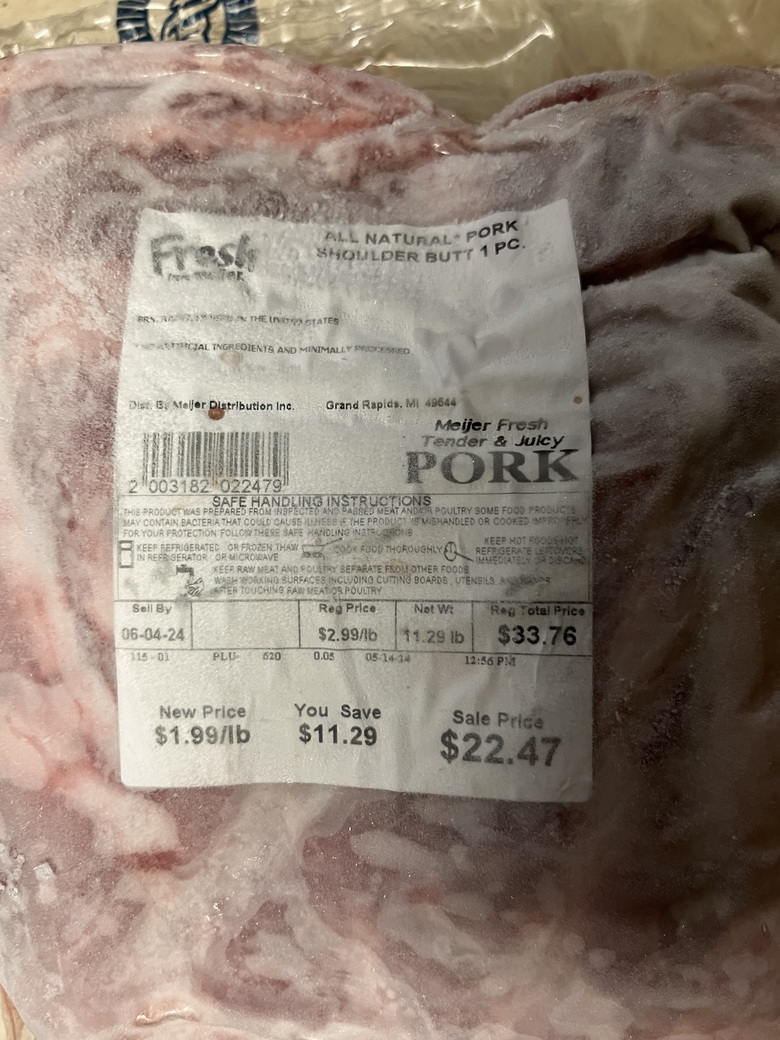 Fresh
ALL NATURAL* PORK
SHOULDER BUTT 1 PC.
from meijer
IN THE UNITED STATES
INGREDIENTS AND MINIMALLY PROCESSED
Dist. By Meijer Distribution Inc. Grand Rapids. MI 49544
Meijer Fresh
Tender & Juicy
PORK
2 003182 022479
SAFE HANDLING INSTRUCTIONS
THIS PRODUCT WAS PREPARED FROM INSPECTED AND PASSED MEAT AND/OR POULTRY SOME FOOD PRODUCTS
MAY CONTAIN BACTERIA THAT COULD CAUSE ILLNESS IF THE PRODUCT IS MISHANDLED OR COOKED IMPROPERLY
FOR YOUR PROTECTION FOLLOW THESE SAFE HANDLING INSTRUCTIONS
KEEP REFRIGERATED OR FROZEN THAW
IN REFRIGERATOR OR MICROWAVE
COOK FOOD THOROUGHLY
KEEP HOT FOODS HOT
REFRIGERATE LEFTOVERS
IMMEDIATELY OR DISCARD
KEEP RAW MEAT AND POULTRY SEPARATE FROM OTHER FOODS
WASH WORKING SURFACES INCLUDING CUTTING BOARDS, UTENSILS, AND HANDS
AFTER TOUCHING RAW MEAT OR POULTRY
Sell By Reg Price Net Wt Reg Total Price
06-04-24 $2.99/lb 11.29 lb $33.76
115-01 PLU- 620 0.05 05-14-24 12:56 PM
New Price You Save Sale Price
$1.99/lb $11.29 $22.47